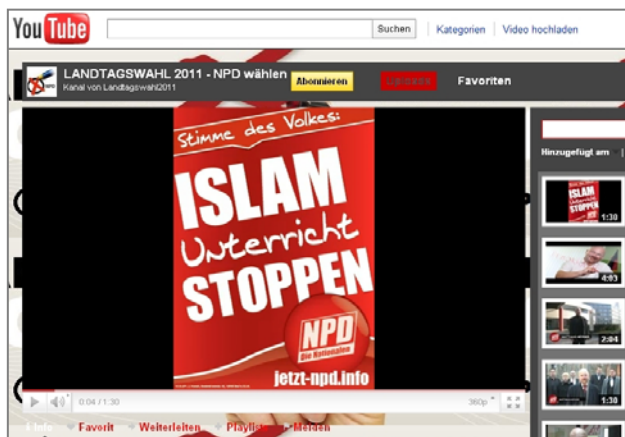 YouTube
Suchen
Kategorien
Video hochladen
LANDTAGSWAHL 2011 - NPD wählen
Kanal von Landtagswahl2011
Abonnieren
Favoriten
Stimme des Volkes:
ISLAM
Unterricht
STOPPEN
NPD
Die Nationalen
jetzt-npd.info
Hinzugefügt am
1:30
4:03
2:04
1:30
0:04 / 1:30
360p
Info
Favorit
Weiterleiten
Playlist
Melden